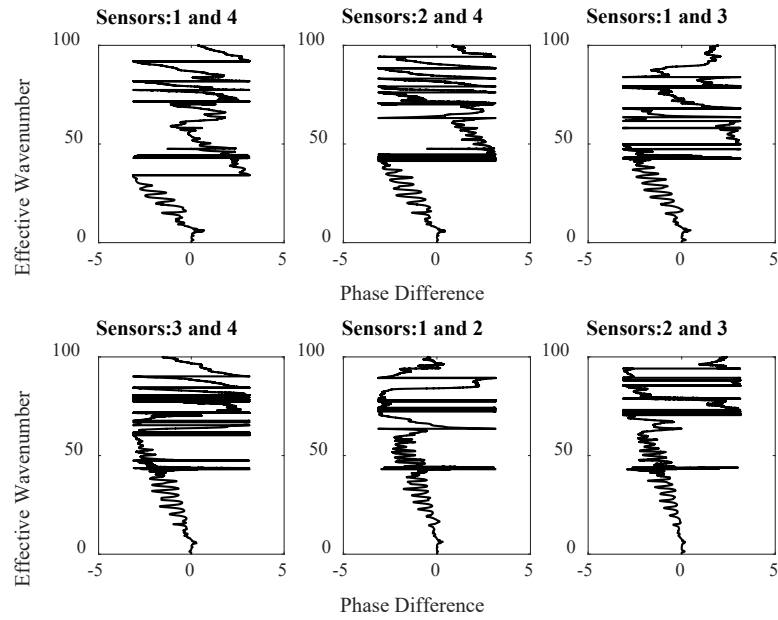 Sensors:1 and 4 Sensors:2 and 4 Sensors:1 and 3
100 100 100
50 50 50
0 0 0
-5 0 5 -5 0 5 -5 0 5
Effective Wavenumber
Phase Difference
Sensors:3 and 4 Sensors:1 and 2 Sensors:2 and 3
100 100 100
50 50 50
0 0 0
-5 0 5 -5 0 5 -5 0 5
Effective Wavenumber
Phase Difference